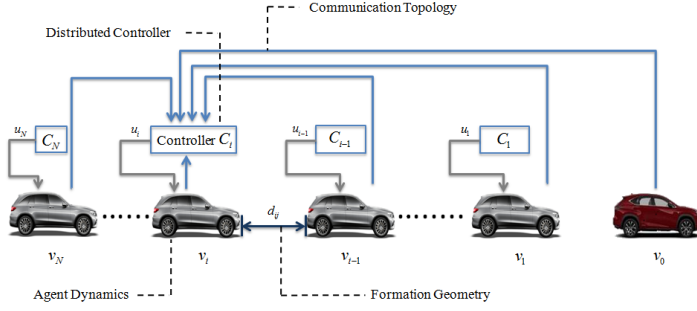 Communication Topology
Distributed Controller
u_N
C_N
u_i
Controller C_i
u_{i-1}
C_{i-1}
u_1
C_1
d_{ij}
v_N
v_i
v_{i-1}
v_1
v_0
Agent Dynamics
Formation Geometry